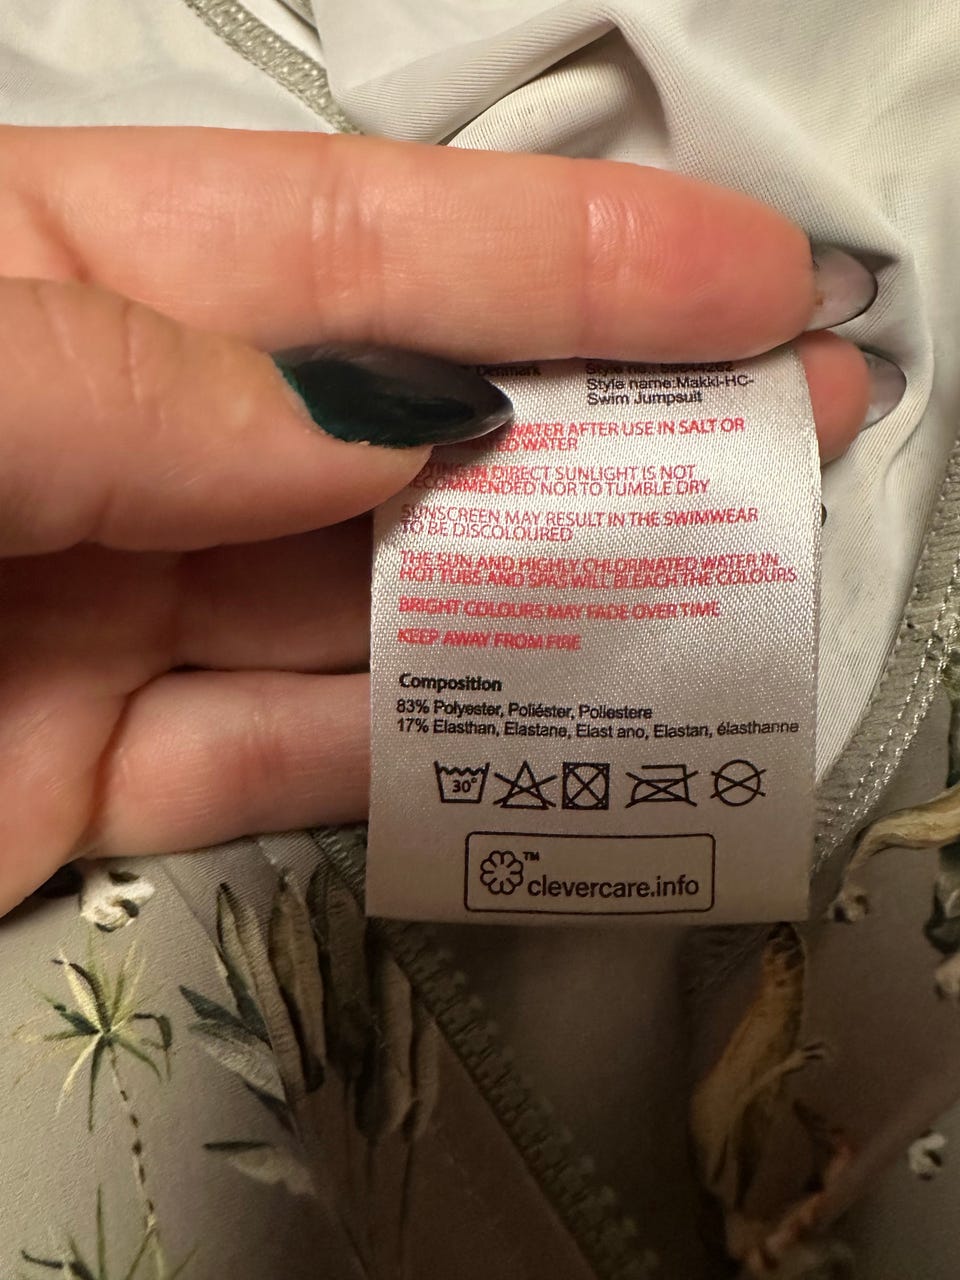 Denmark
Style no.:
Style name:Makki-HC-
Swim Jumpsuit
WATER AFTER USE IN SALT OR
WATER
IN DIRECT SUNLIGHT IS NOT
RECOMMENDED NOR TO TUMBLE DRY
SUNSCREEN MAY RESULT IN THE SWIMWEAR
TO BE DISCOLOURED
THE SUN AND HIGHLY CHLORINATED WATER IN
HOT TUBS AND SPAS WILL BLEACH THE COLOURS
BRIGHT COLOURS MAY FADE OVER TIME
KEEP AWAY FROM FIRE
Composition
83% Polyester, Poliéster, Poliestere
17% Elasthan, Elastane, Elast ano, Elastan, élasthanne
30°
TM
clevercare.info